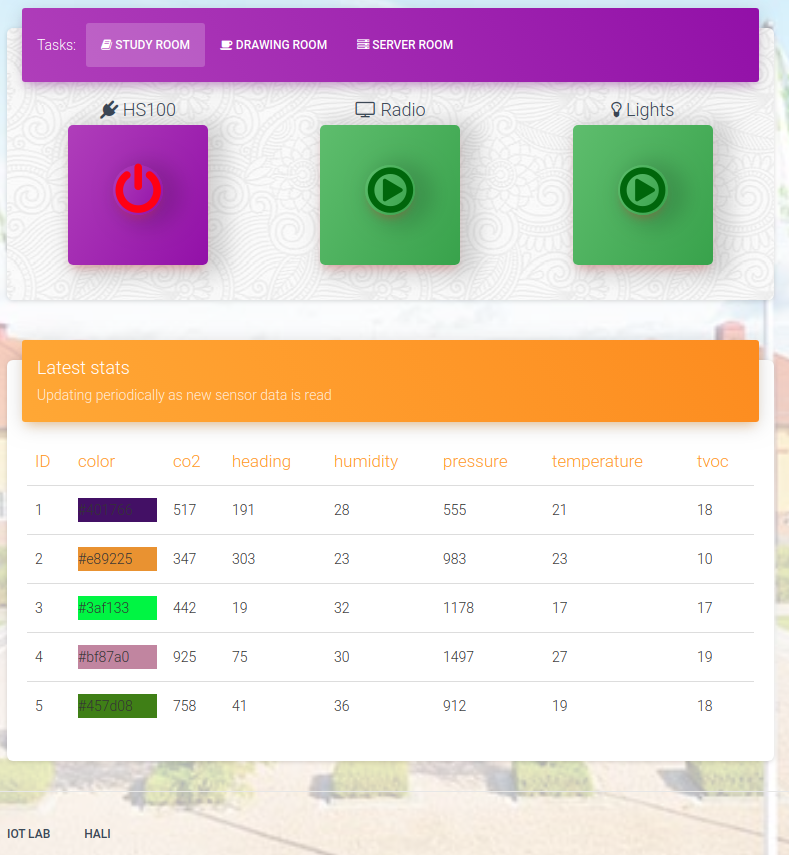 Tasks: STUDY ROOM DRAWING ROOM SERVER ROOM
HS100 Radio Lights
Latest stats
Updating periodically as new sensor data is read
ID color co2 heading humidity pressure temperature tvoc
1 517 191 28 555 21 18
2 #e89225 347 303 23 983 23 10
3 #3af133 442 19 32 1178 17 17
4 #bf87a0 925 75 30 1497 27 19
5 #457d08 758 41 36 912 19 18
IOT LAB HALI